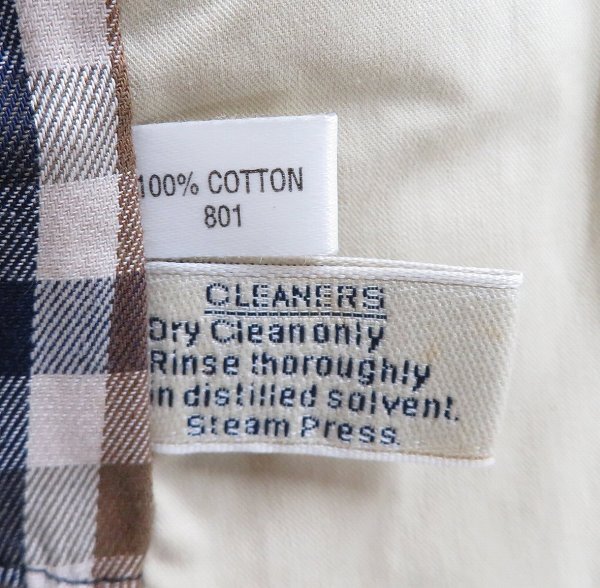 100% COTTON
801
CLEANERS
Dry Clean only
Rinse thoroughly
in distilled solvent.
Steam Press.